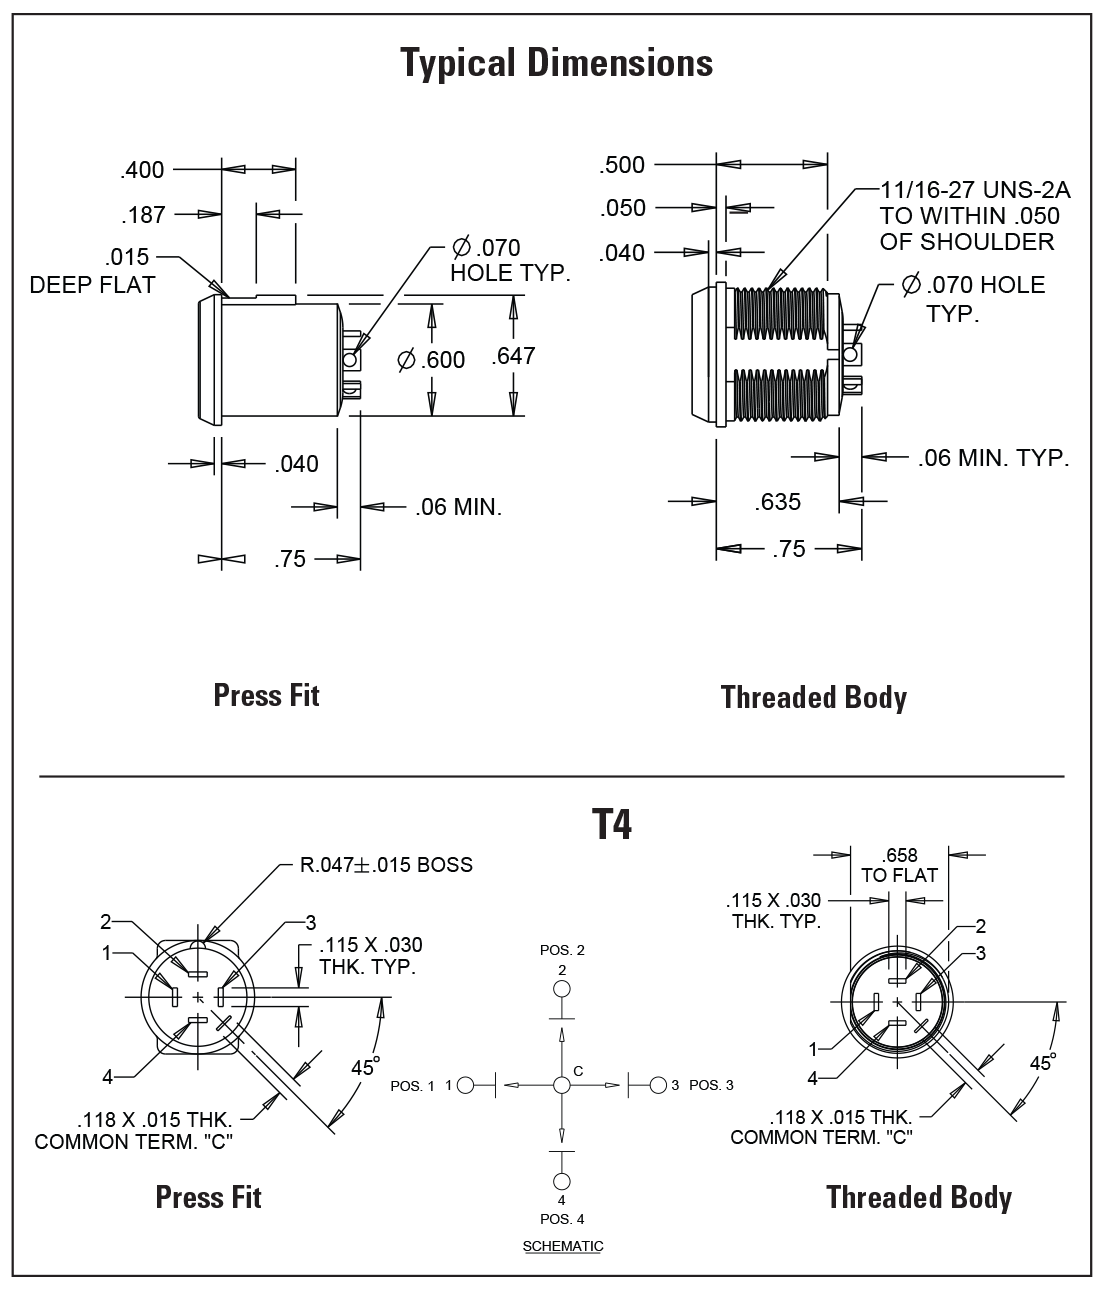 Typical Dimensions
.400
.187
.015
DEEP FLAT
Ø .070
HOLE TYP.
Ø .600
.647
.040
.06 MIN.
.75
Press Fit
.500
.050
.040
11/16-27 UNS-2A
TO WITHIN .050
OF SHOULDER
Ø .070 HOLE
TYP.
.06 MIN. TYP.
.635
.75
Threaded Body
T4
R.047±.015 BOSS
2
1
3
.115 X .030
THK. TYP.
4
45°
.118 X .015 THK.
COMMON TERM. "C"
Press Fit
POS. 2
2
C
POS. 1 1
3 POS. 3
4
POS. 4
SCHEMATIC
.658
TO FLAT
.115 X .030
THK. TYP.
2
3
1
4
45°
.118 X .015 THK.
COMMON TERM. "C"
Threaded Body